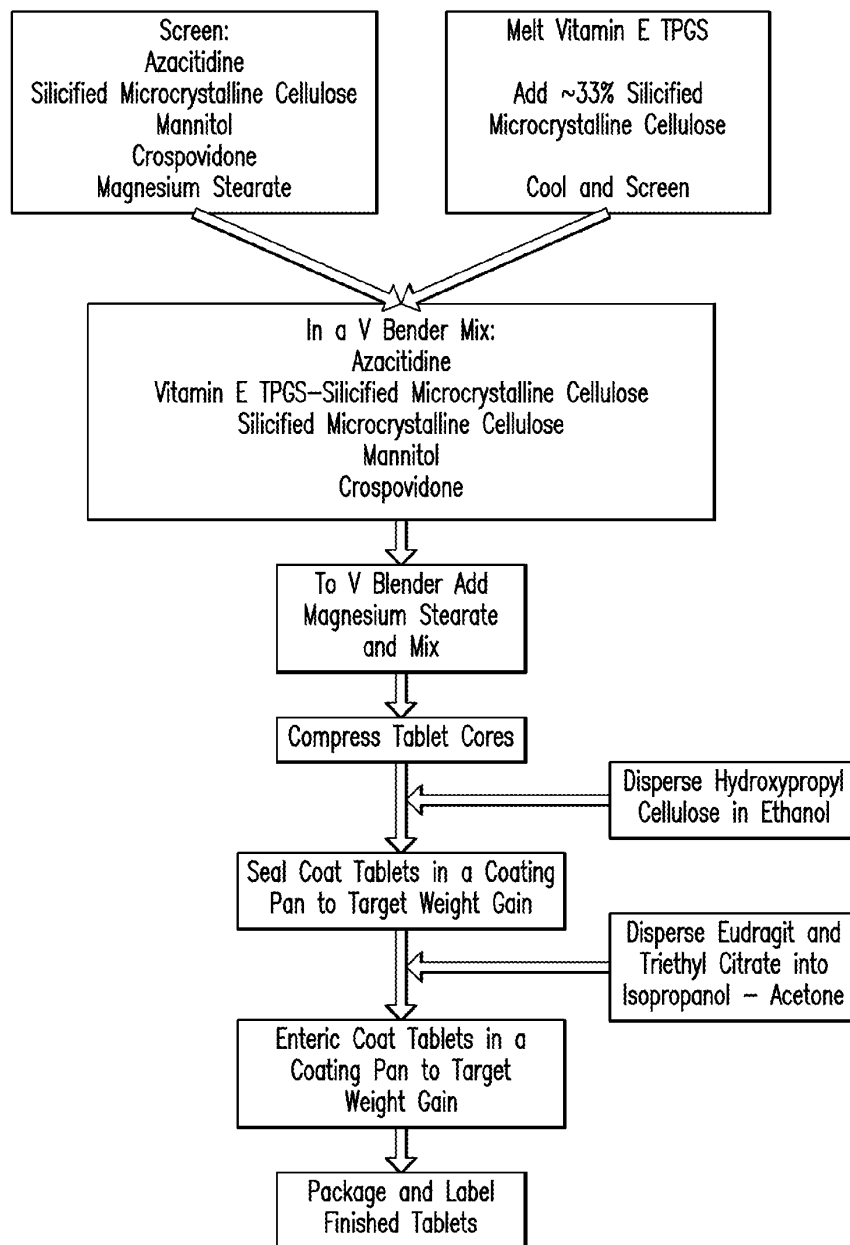 Screen:
Azacitidine
Silicified Microcrystalline Cellulose
Mannitol
Crospovidone
Magnesium Stearate
Melt Vitamin E TPGS
Add ~33% Silicified
Microcrystalline Cellulose
Cool and Screen
In a V Bender Mix:
Azacitidine
Vitamin E TPGS–Silicified Microcrystalline Cellulose
Silicified Microcrystalline Cellulose
Mannitol
Crospovidone
To V Blender Add
Magnesium Stearate
and Mix
Compress Tablet Cores
Disperse Hydroxypropyl
Cellulose in Ethanol
Seal Coat Tablets in a Coating
Pan to Target Weight Gain
Disperse Eudragit and
Triethyl Citrate into
Isopropanol – Acetone
Enteric Coat Tablets in a
Coating Pan to Target
Weight Gain
Package and Label
Finished Tablets